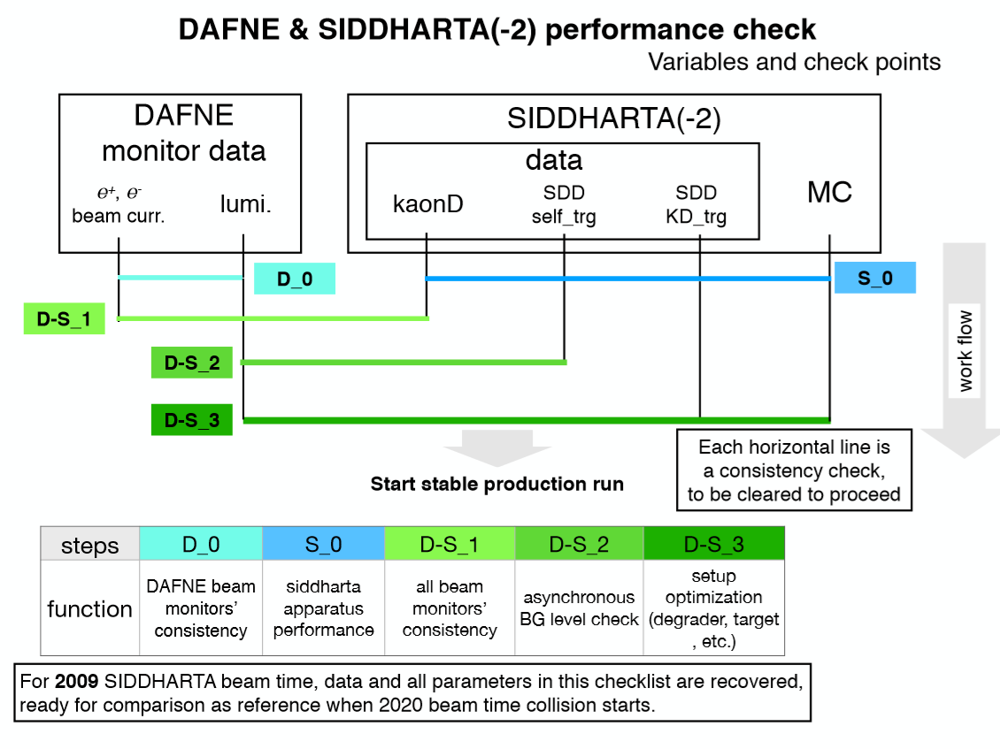 DAFNE & SIDDHARTA(-2) performance check
Variables and check points
DAFNE
monitor data
e⁺, e⁻
beam curr.
lumi.
SIDDHARTA(-2)
data
kaonD
SDD
self_trg
SDD
KD_trg
MC
D_0
S_0
D-S_1
D-S_2
D-S_3
work flow
Each horizontal line is
a consistency check,
to be cleared to proceed
Start stable production run
steps D_0 S_0 D-S_1 D-S_2 D-S_3
function
DAFNE beam
monitors’
consistency
siddharta
apparatus
performance
all beam
monitors’
consistency
asynchronous
BG level check
setup
optimization
(degrader, target
, etc.)
For 2009 SIDDHARTA beam time, data and all parameters in this checklist are recovered,
ready for comparison as reference when 2020 beam time collision starts.